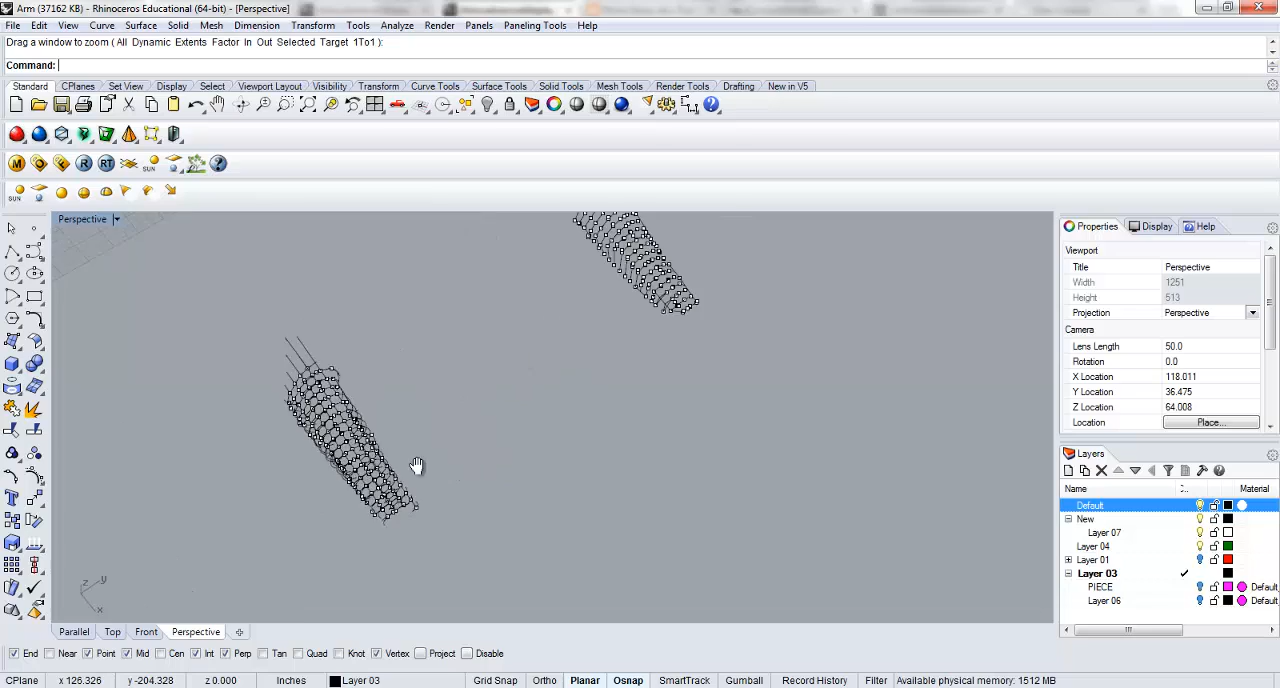 Arm (37162 KB) - Rhinoceros Educational (64-bit) - [Perspective]
File Edit View Curve Surface Solid Mesh Dimension Transform Tools Analyze Render Panels Paneling Tools Help
Drag a window to zoom ( All Dynamic Extents Factor In Out Selected Target 1To1 ):
Command:
Standard CPlanes Set View Display Select Viewport Layout Visibility Transform Curve Tools Surface Tools Solid Tools Mesh Tools Render Tools Drafting New in V5
M R RT SUN
SUN
Perspective
Properties Display Help
Viewport
Title Perspective
Width 1251
Height 513
Projection Perspective
Camera
Lens Length 50.0
Rotation 0.0
X Location 118.011
Y Location 36.475
Z Location 64.008
Location Place...
Layers
Name Material
Default
New
Layer 07
Layer 04
Layer 01
Layer 03
PIECE Default
Layer 06 Default
z y x
Parallel Top Front Perspective
End Near Point Mid Cen Int Perp Tan Quad Knot Vertex Project Disable
CPlane x 126.326 y -204.328 z 0.000 Inches Layer 03 Grid Snap Ortho Planar Osnap SmartTrack Gumball Record History Filter Available physical memory: 1512 MB